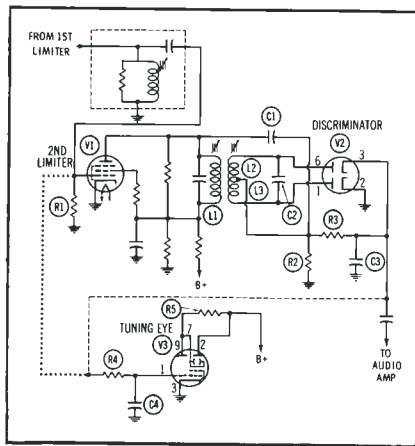 FROM 1ST
LIMITER
C1
DISCRIMINATOR
2ND
LIMITER
V1
V2
6
3
L2
L3
1
2
R1
L1
C2
R3
R2
C3
B+
R5
TUNING EYE
7
V3
9
2
B+
TO
AUDIO
AMP
R4
1
3
C4